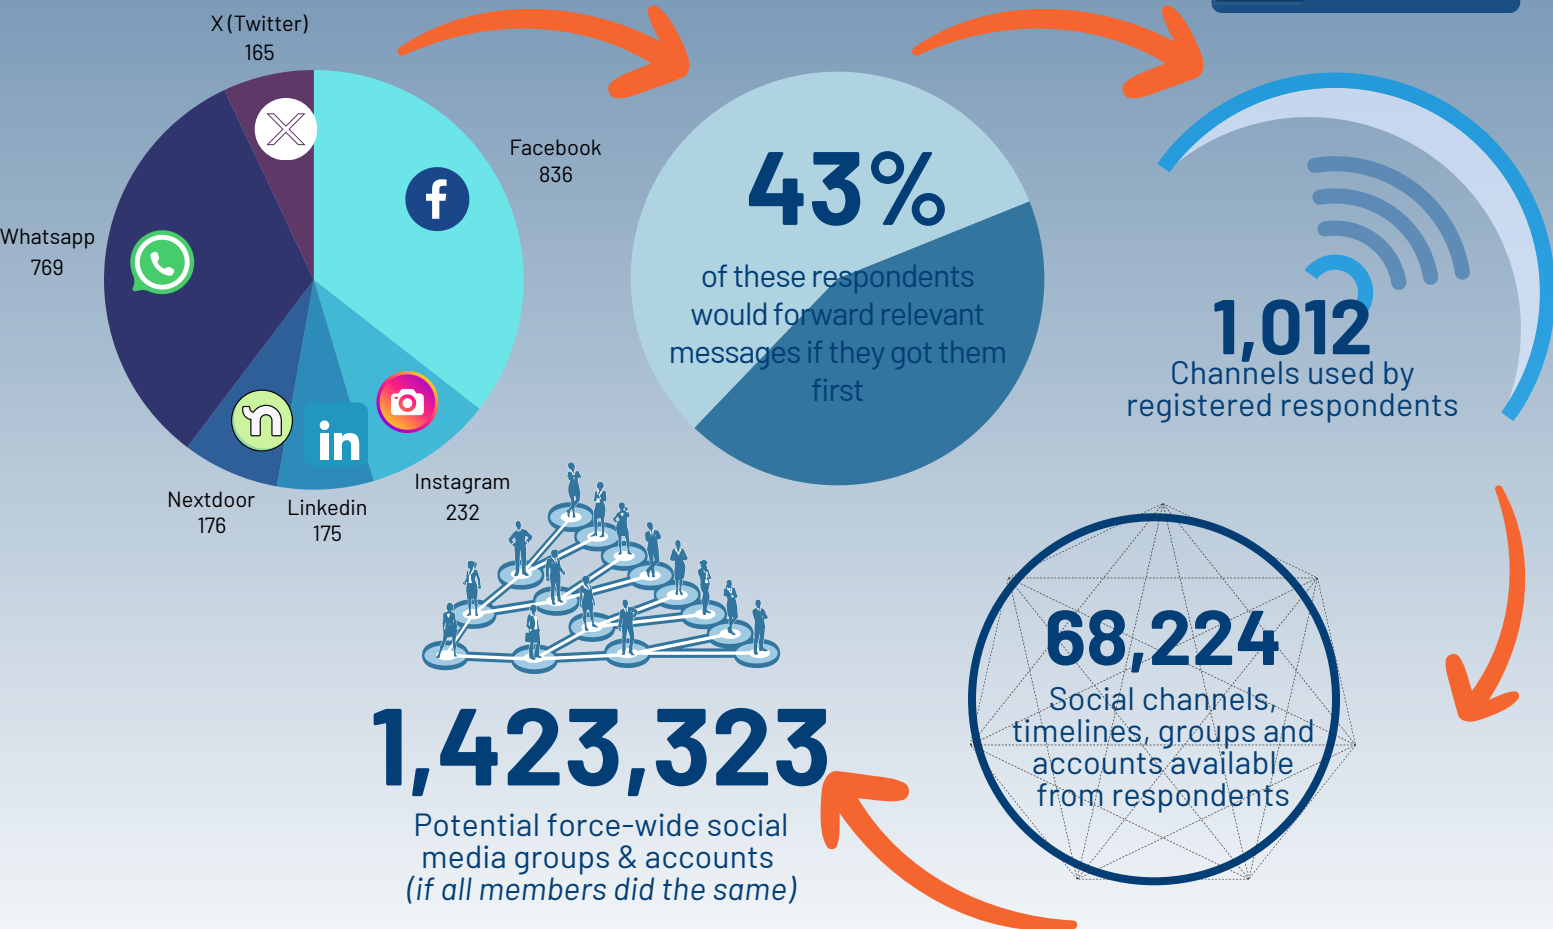 X (Twitter)
165
Facebook
836
Whatsapp
769
in
Nextdoor
176
Linkedin
175
Instagram
232
43%
of these respondents
would forward relevant
messages if they got them
first
1,012
Channels used by
registered respondents
68,224
Social channels,
timelines, groups and
accounts available
from respondents
1,423,323
Potential force-wide social
media groups & accounts
(if all members did the same)